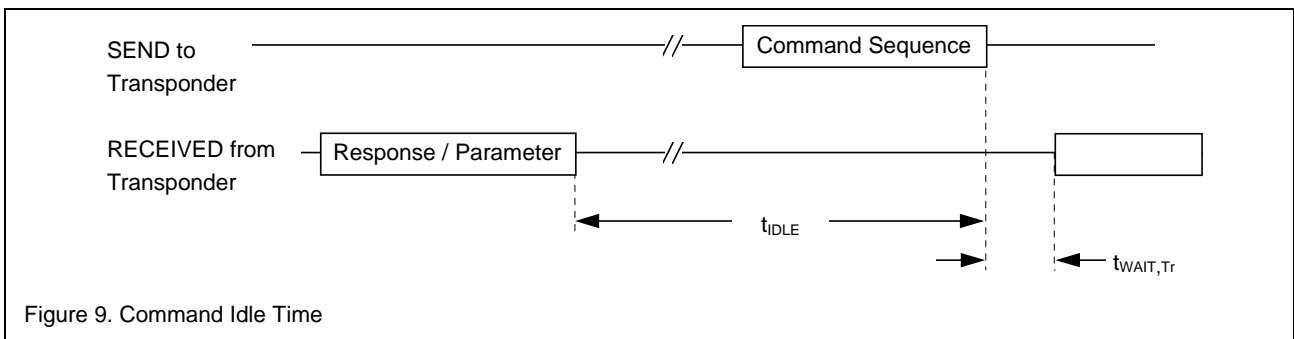 SEND to
Transponder
Command Sequence
RECEIVED from
Transponder
Response / Parameter
tIDLE
tWAIT,Tr
Figure 9. Command Idle Time